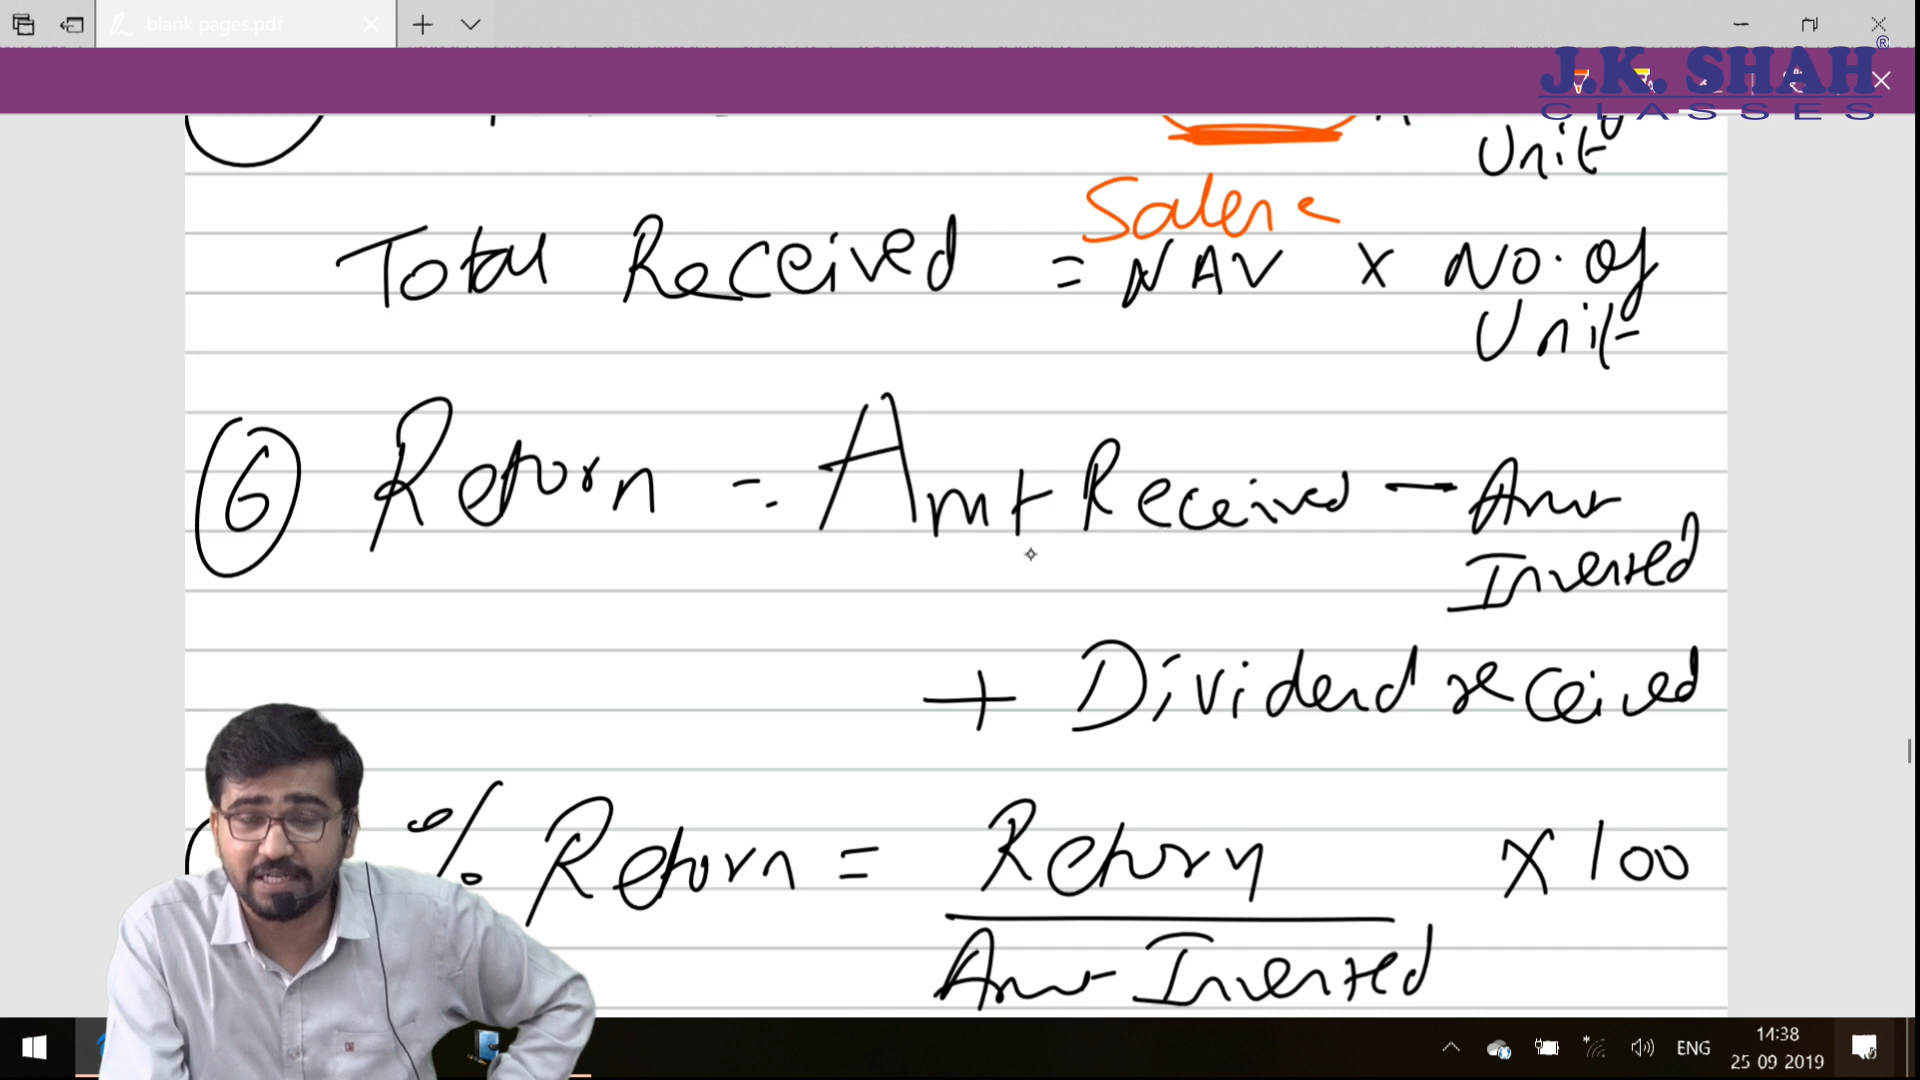 blank pages.pdf
J.K. SHAH®
CLASSES
Unit
Total Received = NAV X No. of
Unit
6 Return = Amt Received - Amt
Invested
+ Dividend received
% Return = Return X 100
Amt Invested
ENG
14:38
25 09 2019